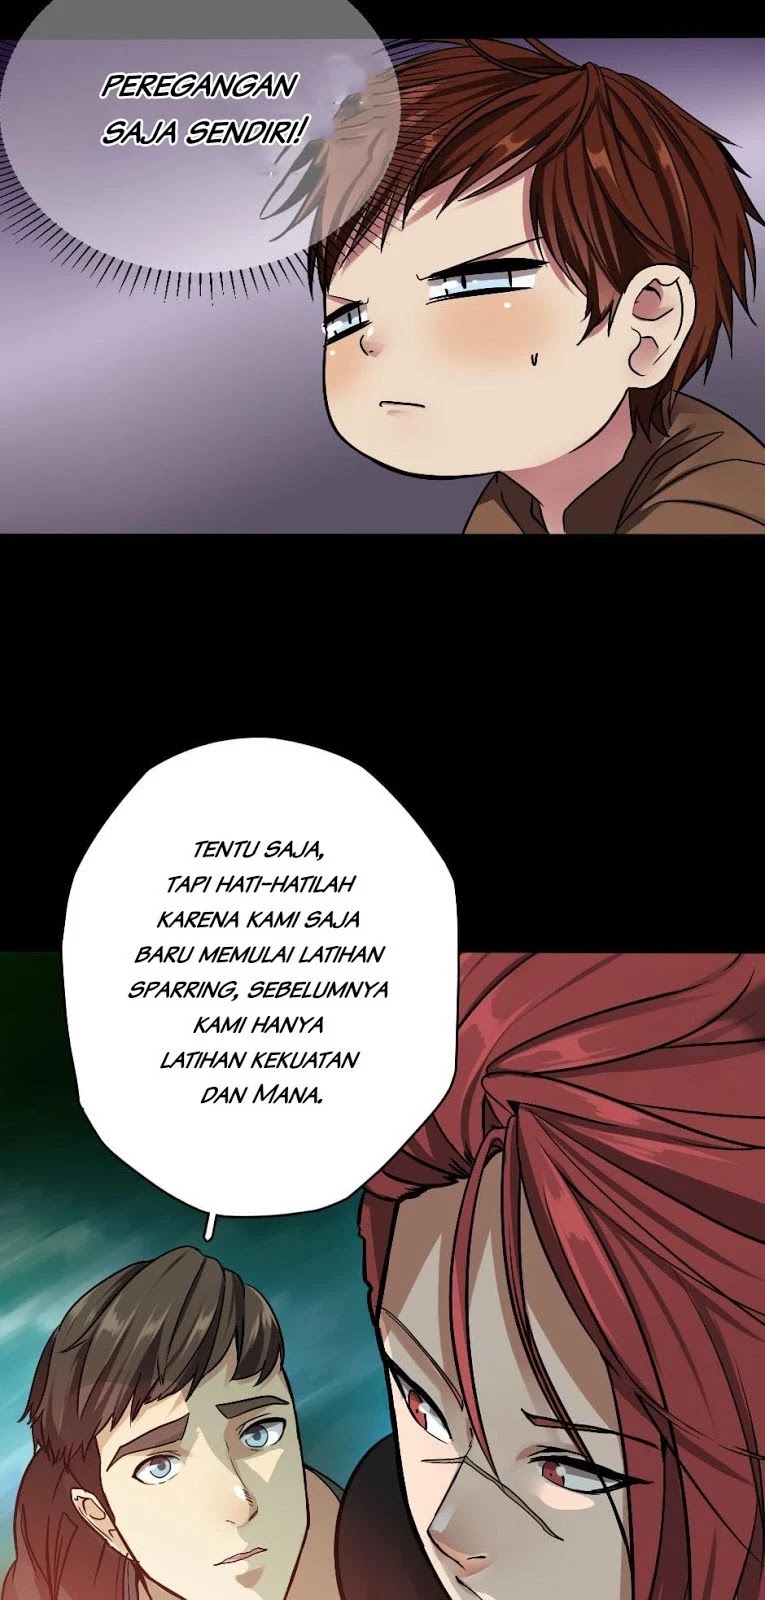 PEREGANGAN
SAJA SENDIRI!
TENTU SAJA,
TAPI HATI-HATILAH
KARENA KAMI SAJA
BARU MEMULAI LATIHAN
SPARRING, SEBELUMNYA
KAMI HANYA
LATIHAN KEKUATAN
DAN MANA.